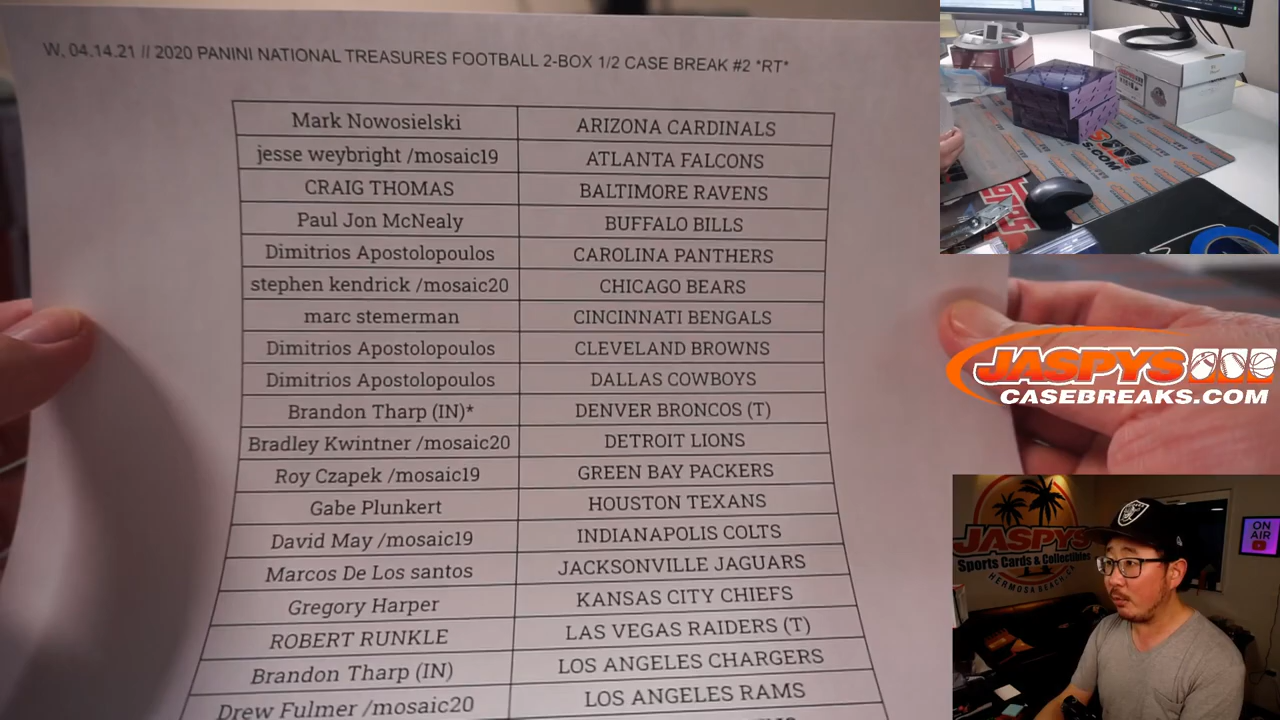 W, 04.14.21 // 2020 PANINI NATIONAL TREASURES FOOTBALL 2-BOX 1/2 CASE BREAK #2 *RT*
Mark Nowosielski ARIZONA CARDINALS
jesse weybright /mosaic19 ATLANTA FALCONS
CRAIG THOMAS BALTIMORE RAVENS
Paul Jon McNealy BUFFALO BILLS
Dimitrios Apostolopoulos CAROLINA PANTHERS
stephen kendrick /mosaic20 CHICAGO BEARS
marc stemerman CINCINNATI BENGALS
Dimitrios Apostolopoulos CLEVELAND BROWNS
Dimitrios Apostolopoulos DALLAS COWBOYS
Brandon Tharp (IN)* DENVER BRONCOS (T)
Bradley Kwintner /mosaic20 DETROIT LIONS
Roy Czapek /mosaic19 GREEN BAY PACKERS
Gabe Plunkert HOUSTON TEXANS
David May /mosaic19 INDIANAPOLIS COLTS
Marcos De Los santos JACKSONVILLE JAGUARS
Gregory Harper KANSAS CITY CHIEFS
ROBERT RUNKLE LAS VEGAS RAIDERS (T)
Brandon Tharp (IN) LOS ANGELES CHARGERS
Drew Fulmer /mosaic20 LOS ANGELES RAMS
JASPYS
CASEBREAKS.COM
JASPYS
Sports Cards & Collectibles
HERMOSA BEACH, CA
ON
AIR